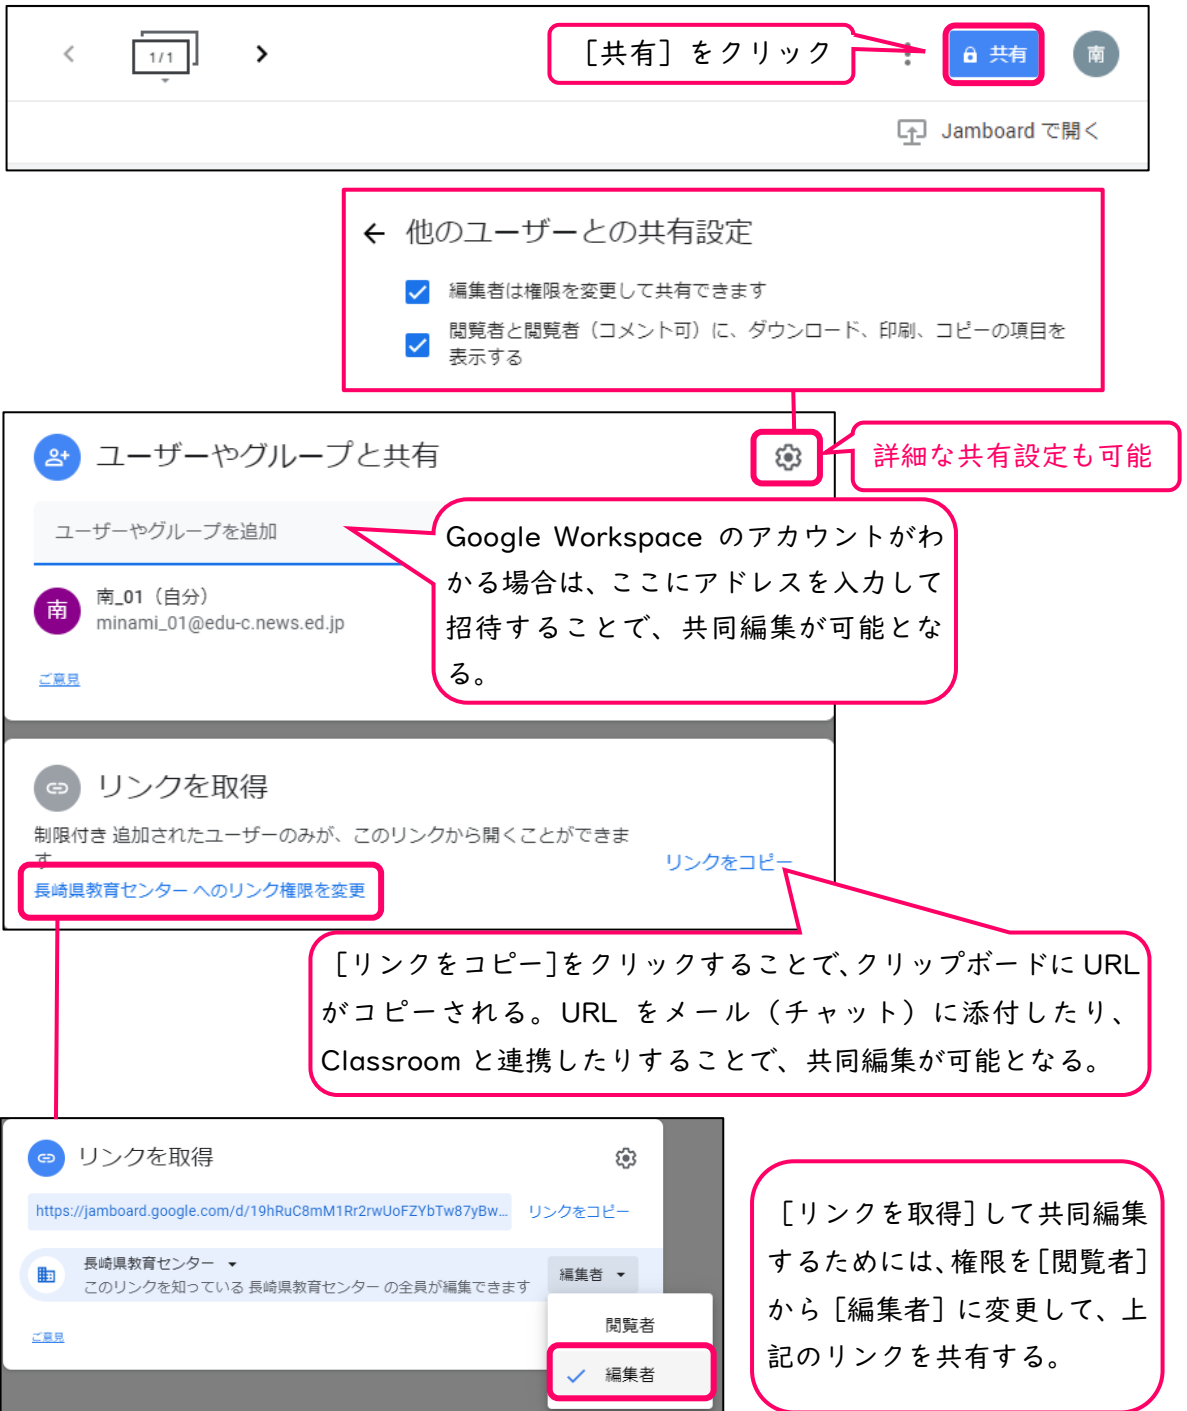 1/1
［共有］をクリック
共有
南
Jamboard で開く
他のユーザーとの共有設定
編集者は権限を変更して共有できます
閲覧者と閲覧者（コメント可）に、ダウンロード、印刷、コピーの項目を
表示する
ユーザーやグループと共有
詳細な共有設定も可能
ユーザーやグループを追加
Google Workspace のアカウントがわ
かる場合は、ここにアドレスを入力して
招待することで、共同編集が可能とな
る。
南
南_01（自分）
minami_01@edu-c.news.ed.jp
ご意見
リンクを取得
制限付き 追加されたユーザーのみが、このリンクから開くことができま
す
リンクをコピー
長崎県教育センター へのリンク権限を変更
［リンクをコピー］をクリックすることで、クリップボードに URL
がコピーされる。URL をメール（チャット）に添付したり、
Classroom と連携したりすることで、共同編集が可能となる。
リンクを取得
https://jamboard.google.com/d/19hRuC8mM1Rr2rwUoFZYbTw87yBw...
リンクをコピー
長崎県教育センター
このリンクを知っている 長崎県教育センター の全員が編集できます
編集者
ご意見
閲覧者
編集者
［リンクを取得］して共同編集
するためには、権限を［閲覧者］
から［編集者］に変更して、上
記のリンクを共有する。